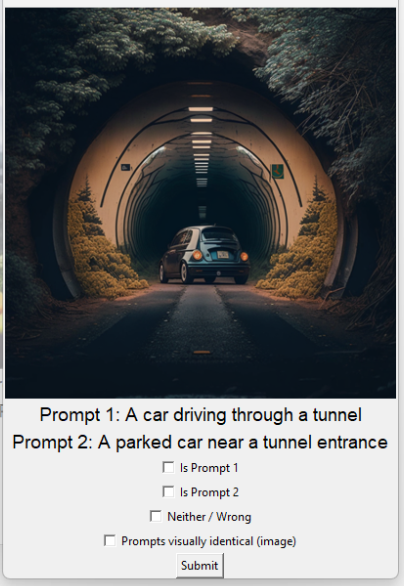 Prompt 1: A car driving through a tunnel
Prompt 2: A parked car near a tunnel entrance
Is Prompt 1
Is Prompt 2
Neither / Wrong
Prompts visually identical (image)
Submit